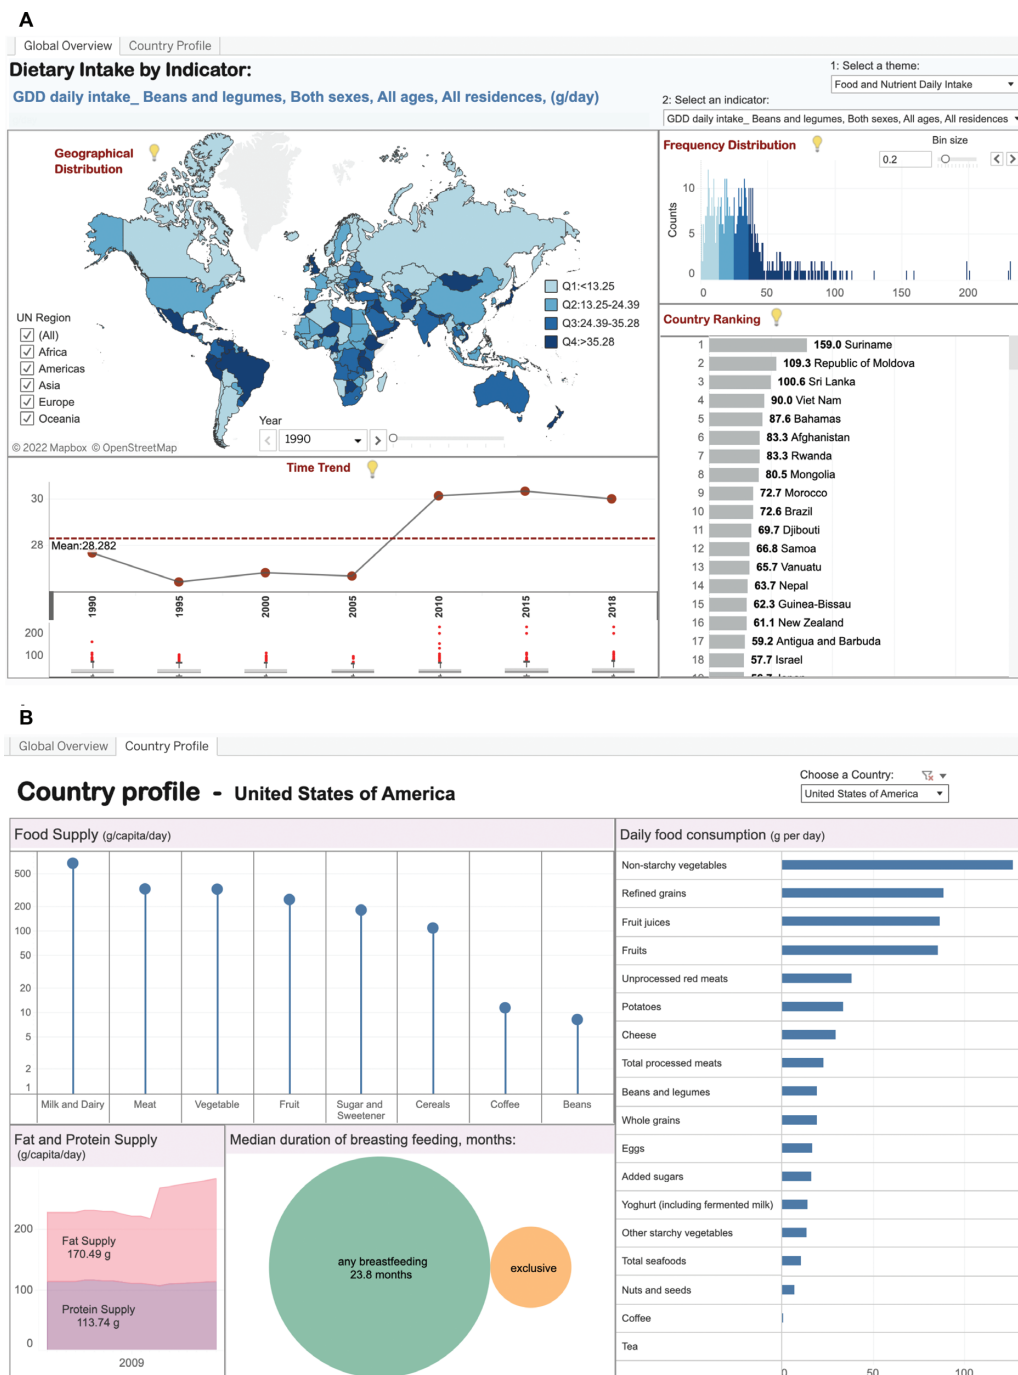 A
Global Overview
Country Profile
Dietary Intake by Indicator:
GDD daily intake_ Beans and legumes, Both sexes, All ages, All residences, (g/day)
1: Select a theme:
Food and Nutrient Daily Intake
2: Select an indicator:
GDD daily intake_ Beans and legumes, Both sexes, All ages, All residences
Geographical
Distribution
UN Region
(All)
Africa
Americas
Asia
Europe
Oceania
Q1:<13.25
Q2:13.25-24.39
Q3:24.39-35.28
Q4:>35.28
Year
1990
© 2022 Mapbox © OpenStreetMap
Frequency Distribution
Bin size
0.2
Counts
10
5
0
0 50 100 150 200
Country Ranking
1 159.0 Suriname
2 109.3 Republic of Moldova
3 100.6 Sri Lanka
4 90.0 Viet Nam
5 87.6 Bahamas
6 83.3 Afghanistan
7 83.3 Rwanda
8 80.5 Mongolia
9 72.7 Morocco
10 72.6 Brazil
11 69.7 Djibouti
12 66.8 Samoa
13 65.7 Vanuatu
14 63.7 Nepal
15 62.3 Guinea-Bissau
16 61.1 New Zealand
17 59.2 Antigua and Barbuda
18 57.7 Israel
Time Trend
30
28
Mean:28.282
1990 1995 2000 2005 2010 2015 2018
200
100
B
Global Overview
Country Profile
Country profile - United States of America
Choose a Country:
United States of America
Food Supply (g/capita/day)
500
200
100
50
20
10
5
2
1
Milk and Dairy
Meat
Vegetable
Fruit
Sugar and
Sweetener
Cereals
Coffee
Beans
Daily food consumption (g per day)
Non-starchy vegetables
Refined grains
Fruit juices
Fruits
Unprocessed red meats
Potatoes
Cheese
Total processed meats
Beans and legumes
Whole grains
Eggs
Added sugars
Yoghurt (including fermented milk)
Other starchy vegetables
Total seafoods
Nuts and seeds
Coffee
Tea
0 50 100
Fat and Protein Supply
(g/capita/day)
200
100
0
Fat Supply
170.49 g
Protein Supply
113.74 g
2009
Median duration of breasting feeding, months:
any breastfeeding
23.8 months
exclusive